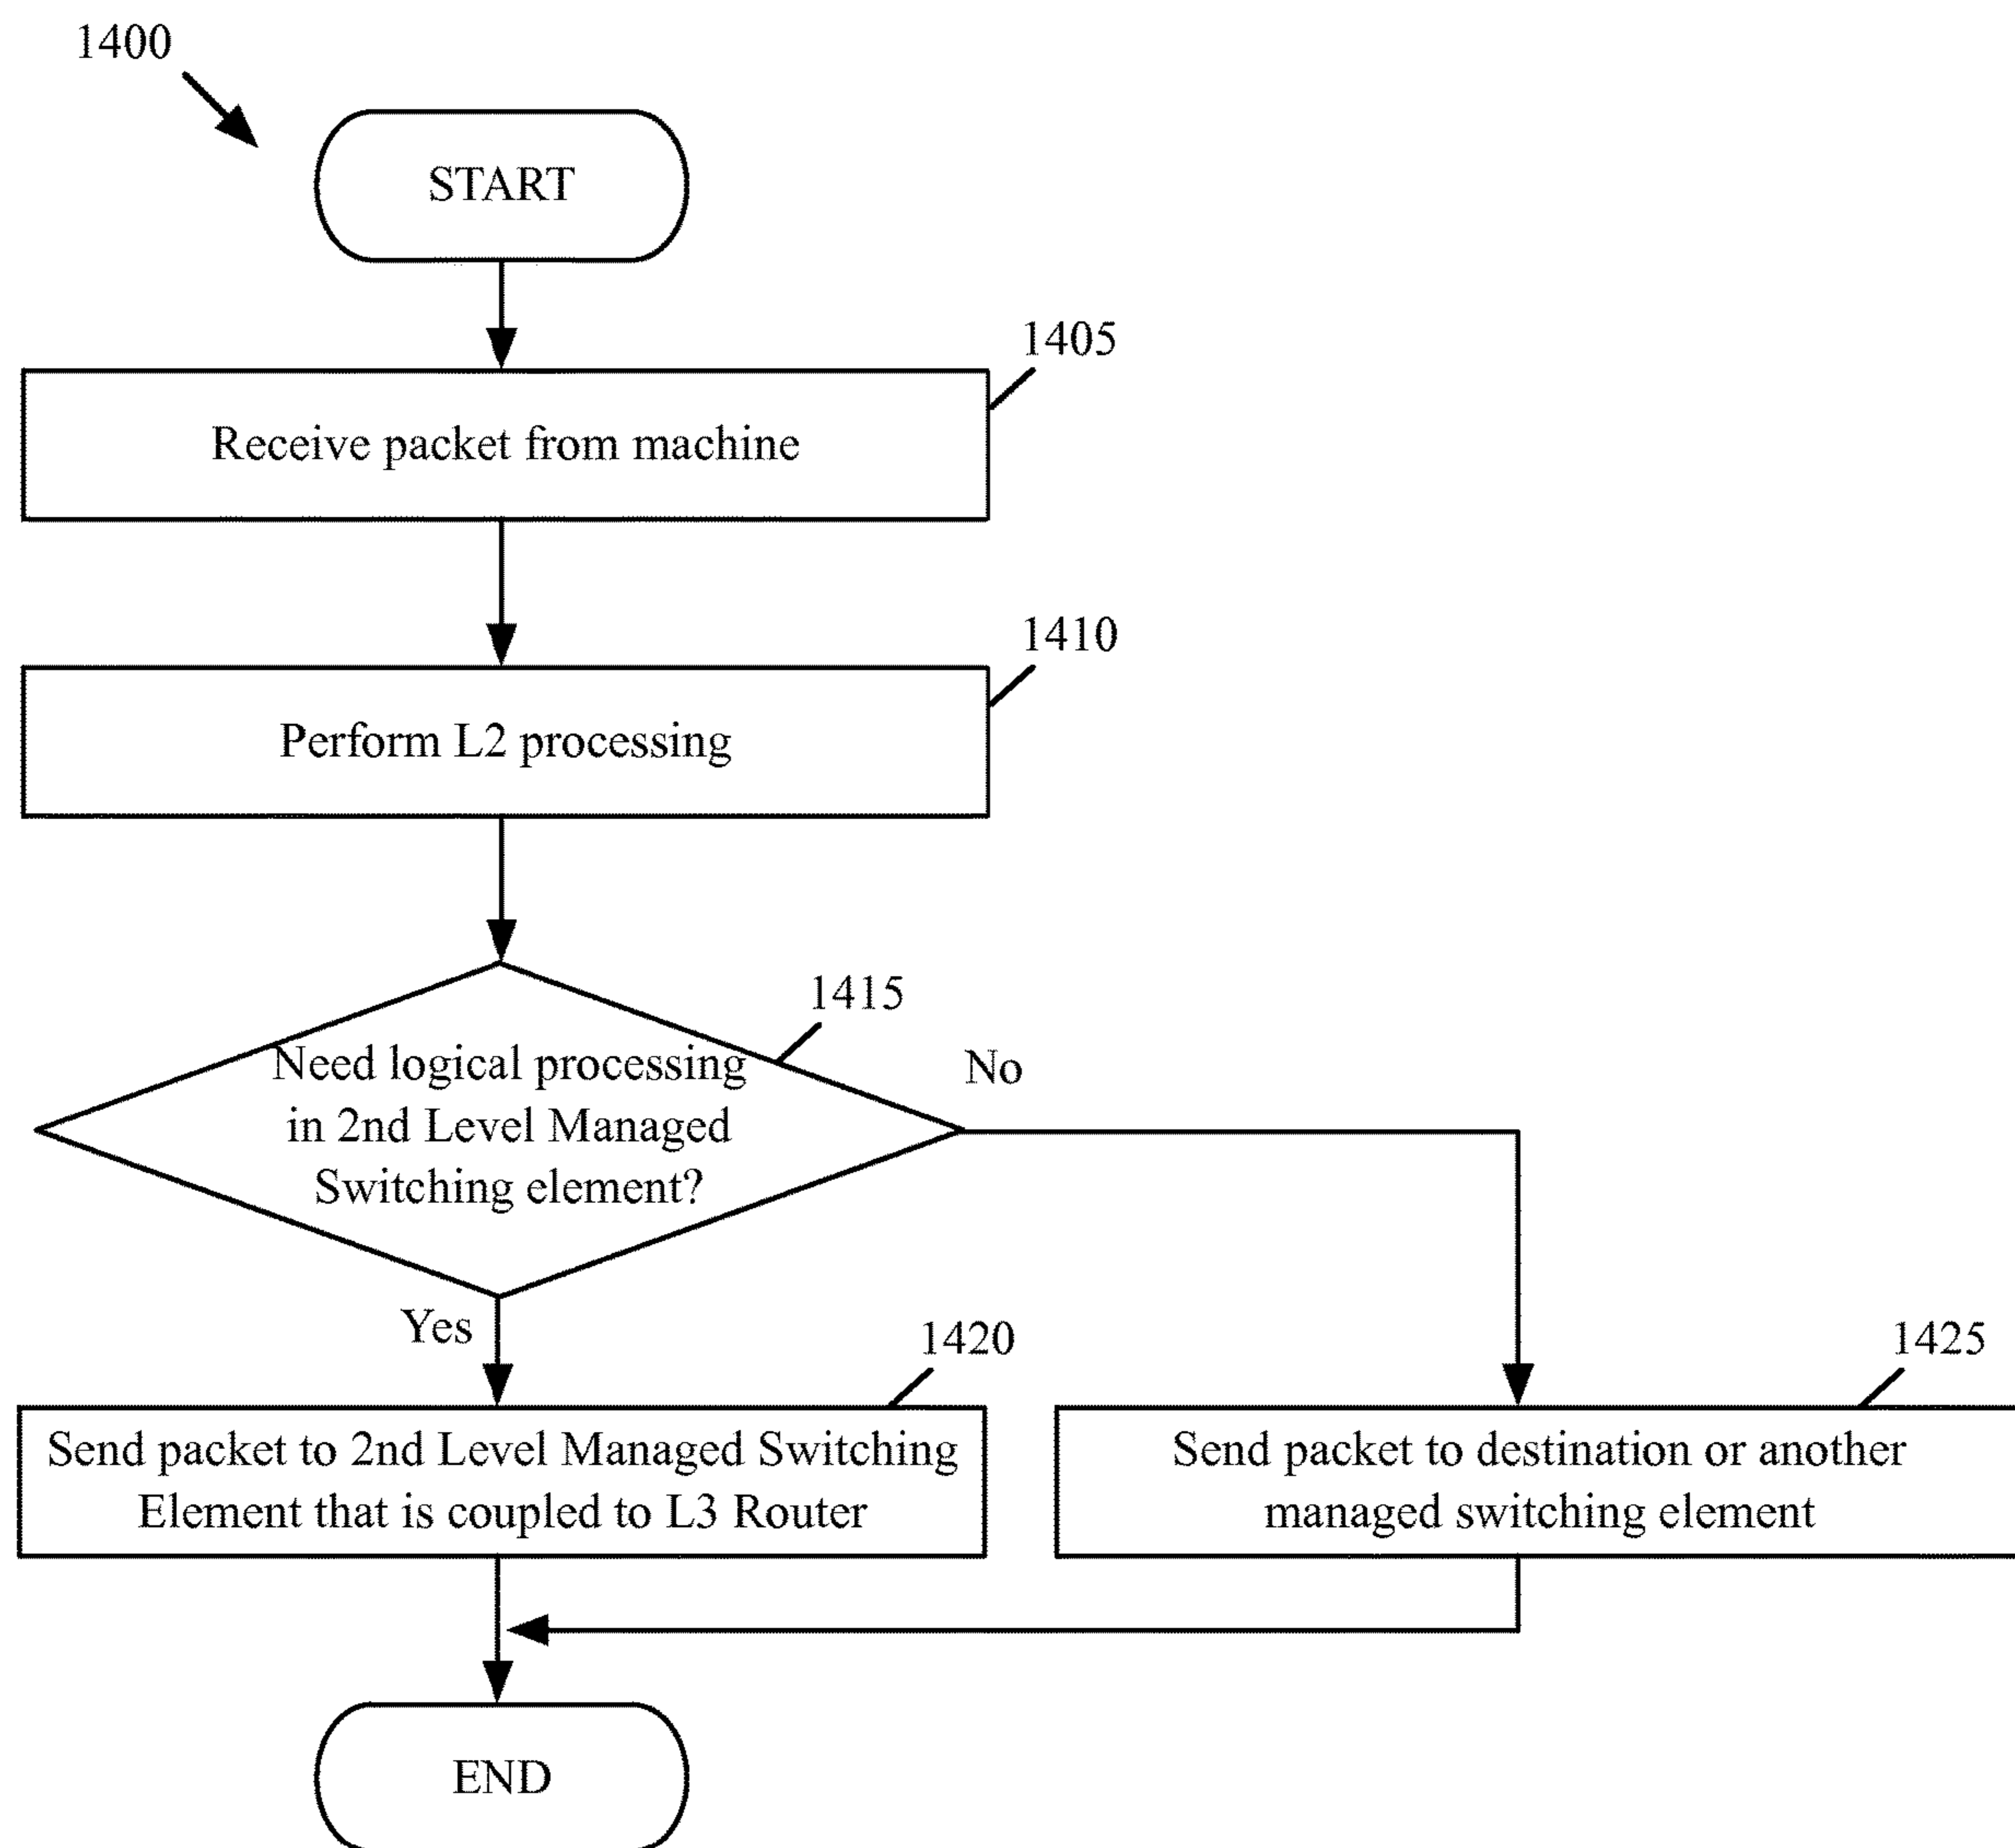 1400
START
1405
Receive packet from machine
1410
Perform L2 processing
1415
Need logical processing
in 2nd Level Managed
Switching element?
No
Yes
1420
Send packet to 2nd Level Managed Switching
Element that is coupled to L3 Router
1425
Send packet to destination or another
managed switching element
END